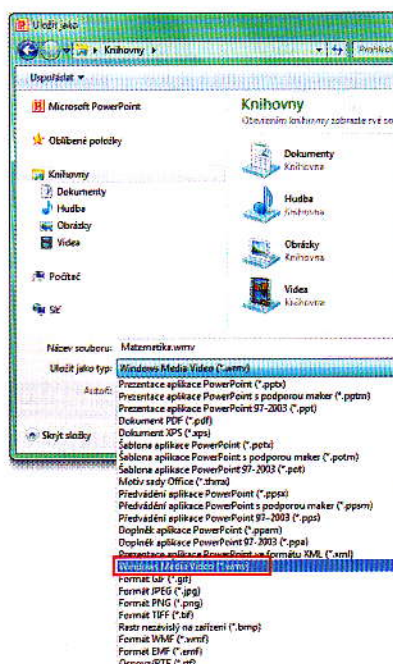 Uložit jako
Knihovny
Uspořádat
Microsoft PowerPoint
Oblíbené položky
Knihovny
Dokumenty
Hudba
Obrázky
Videa
Počítač
Síť
Knihovny
Dokumenty
Knihovna
Hudba
Knihovna
Obrázky
Knihovna
Videa
Knihovna
Název souboru: Matematika.wmv
Uložit jako typ: Windows Media Video (*.wmv)
Autoři:
Skrýt složky
Prezentace aplikace PowerPoint (*.pptx)
Prezentace aplikace PowerPoint s podporou maker (*.pptm)
Prezentace aplikace PowerPoint 97-2003 (*.ppt)
Dokument PDF (*.pdf)
Dokument XPS (*.xps)
Šablona aplikace PowerPoint (*.potx)
Šablona aplikace PowerPoint s podporou maker (*.potm)
Šablona aplikace PowerPoint 97-2003 (*.pot)
Motiv sady Office (*.thmx)
Předvádění aplikace PowerPoint (*.ppsx)
Předvádění aplikace PowerPoint s podporou maker (*.ppsm)
Předvádění aplikace PowerPoint 97-2003 (*.pps)
Doplněk aplikace PowerPoint (*.ppam)
Doplněk aplikace PowerPoint 97-2003 (*.ppa)
Prezentace aplikace PowerPoint ve formátu XML (*.xml)
Windows Media Video (*.wmv)
Formát GIF (*.gif)
Formát JPEG (*.jpg)
Formát PNG (*.png)
Formát TIFF (*.tif)
Rastr nezávislý na zařízení (*.bmp)
Formát WMF (*.wmf)
Formát EMF (*.emf)
Osnova/RTF (*.rtf)